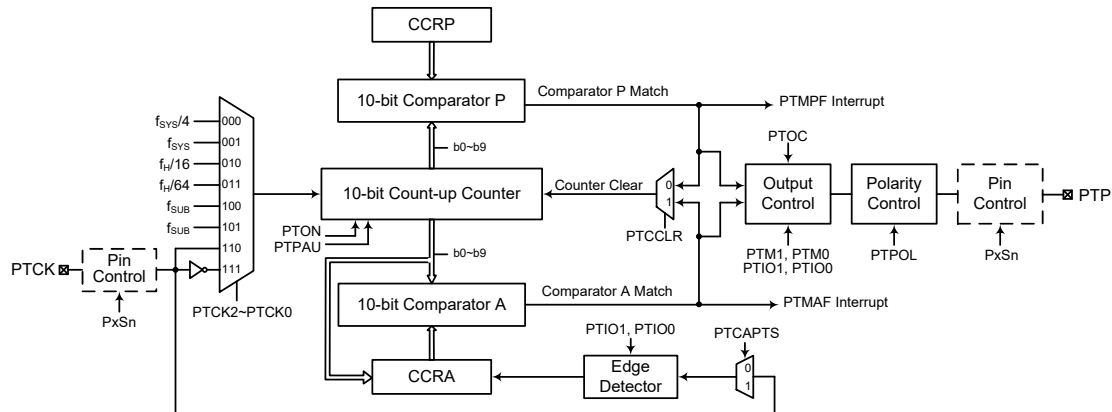 CCRP
10-bit Comparator P
Comparator P Match
PTMPF Interrupt
b0~b9
fSYS/4
000
fSYS
001
fH/16
010
fH/64
011
fSUB
100
fSUB
101
110
111
10-bit Count-up Counter
Counter Clear
0
1
PTCCLR
PTOC
Output
Control
Polarity
Control
Pin
Control
PTP
PTON
PTPAU
PTM1, PTM0
PTIO1, PTIO0
PTPOL
PxSn
b0~b9
PTCK
Pin
Control
PxSn
PTCK2~PTCK0
10-bit Comparator A
Comparator A Match
PTMAF Interrupt
CCRA
PTIO1, PTIO0
Edge
Detector
PTCAPTS
0
1